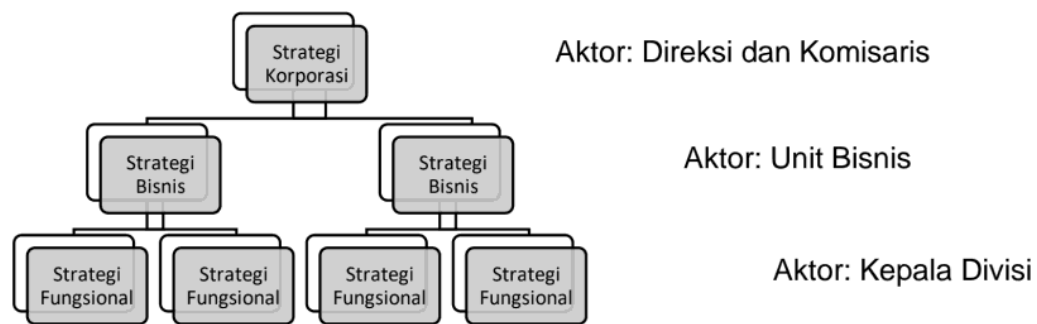 Strategi
Korporasi
Aktor: Direksi dan Komisaris
Strategi
Bisnis
Strategi
Bisnis
Aktor: Unit Bisnis
Strategi
Fungsional
Strategi
Fungsional
Strategi
Fungsional
Strategi
Fungsional
Aktor: Kepala Divisi